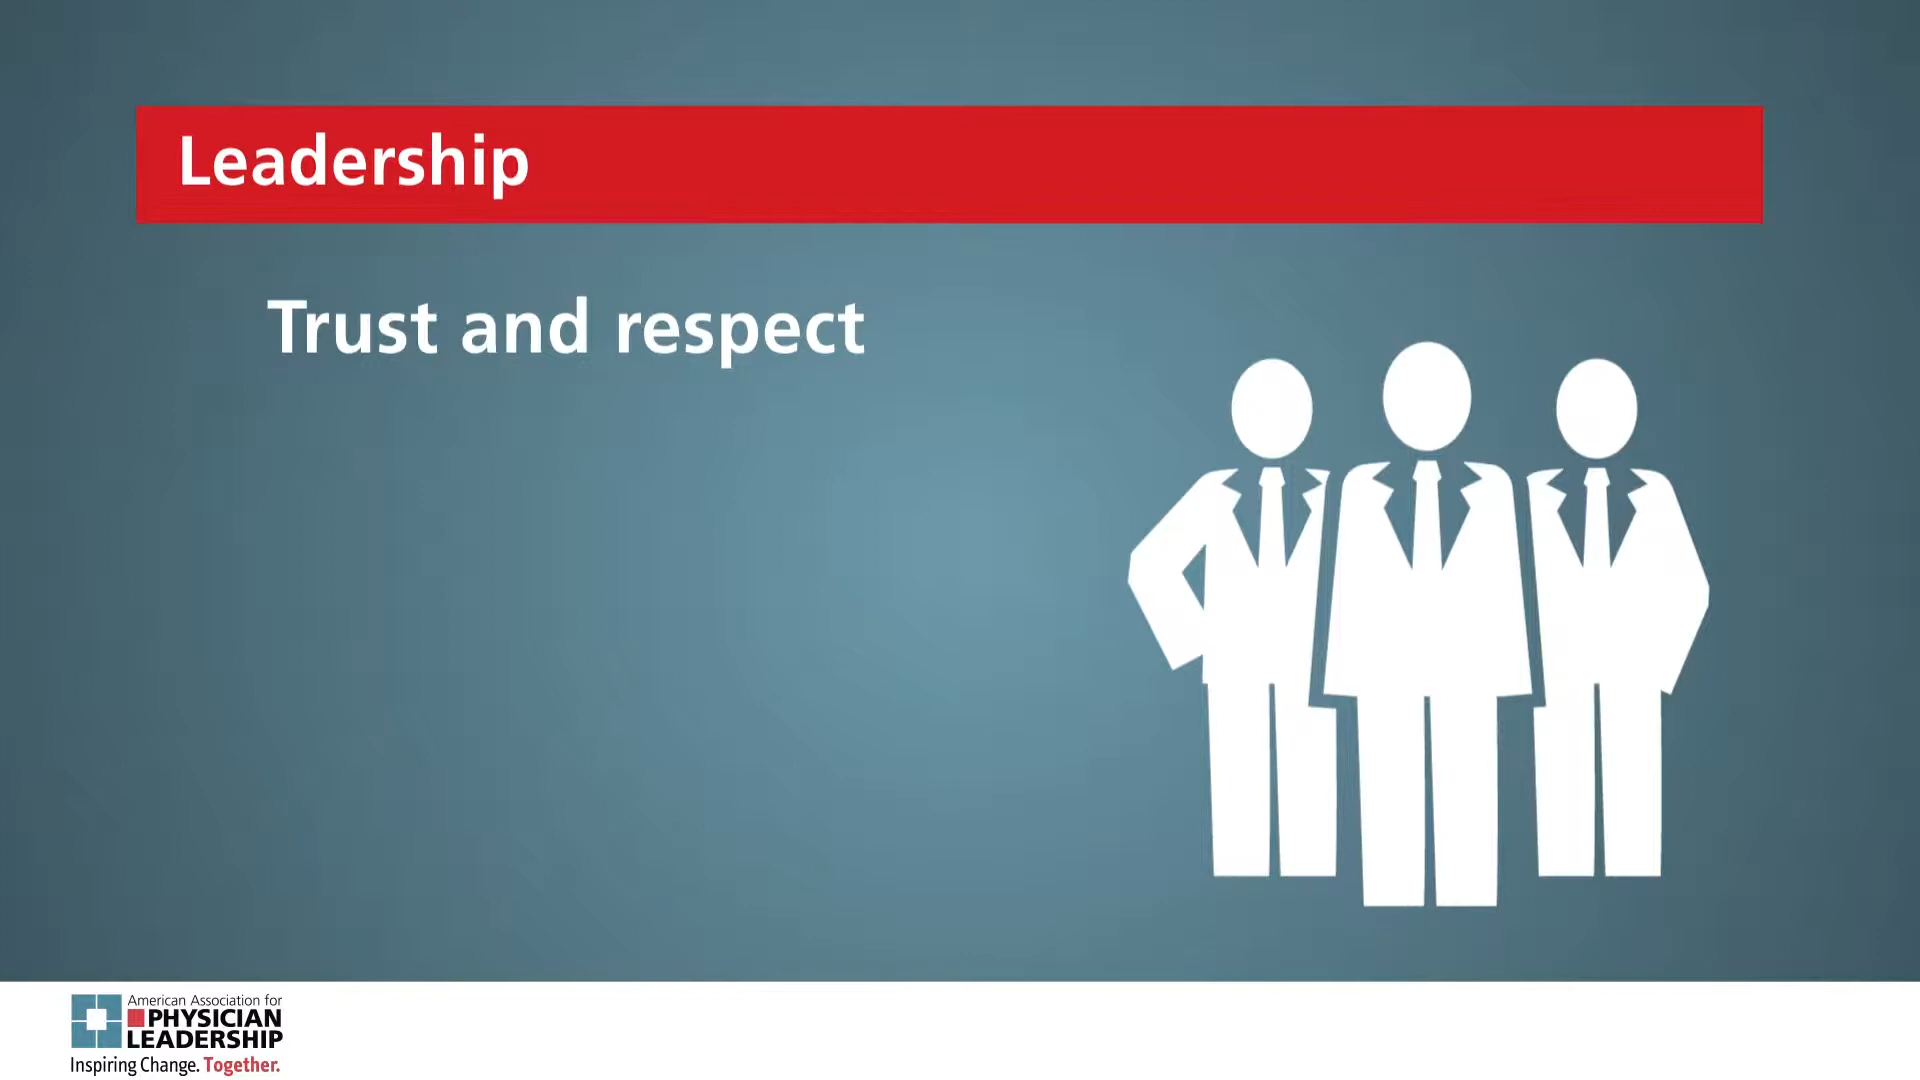 Leadership
Trust and respect
American Association for
PHYSICIAN
LEADERSHIP
Inspiring Change. Together.